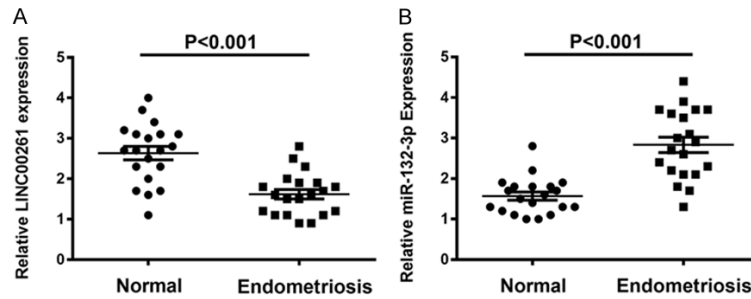 A
P<0.001
Relative LINC00261 expression
5
4
3
2
1
0
Normal Endometriosis
B
P<0.001
Relative miR-132-3p Expression
5
4
3
2
1
0
Normal Endometriosis